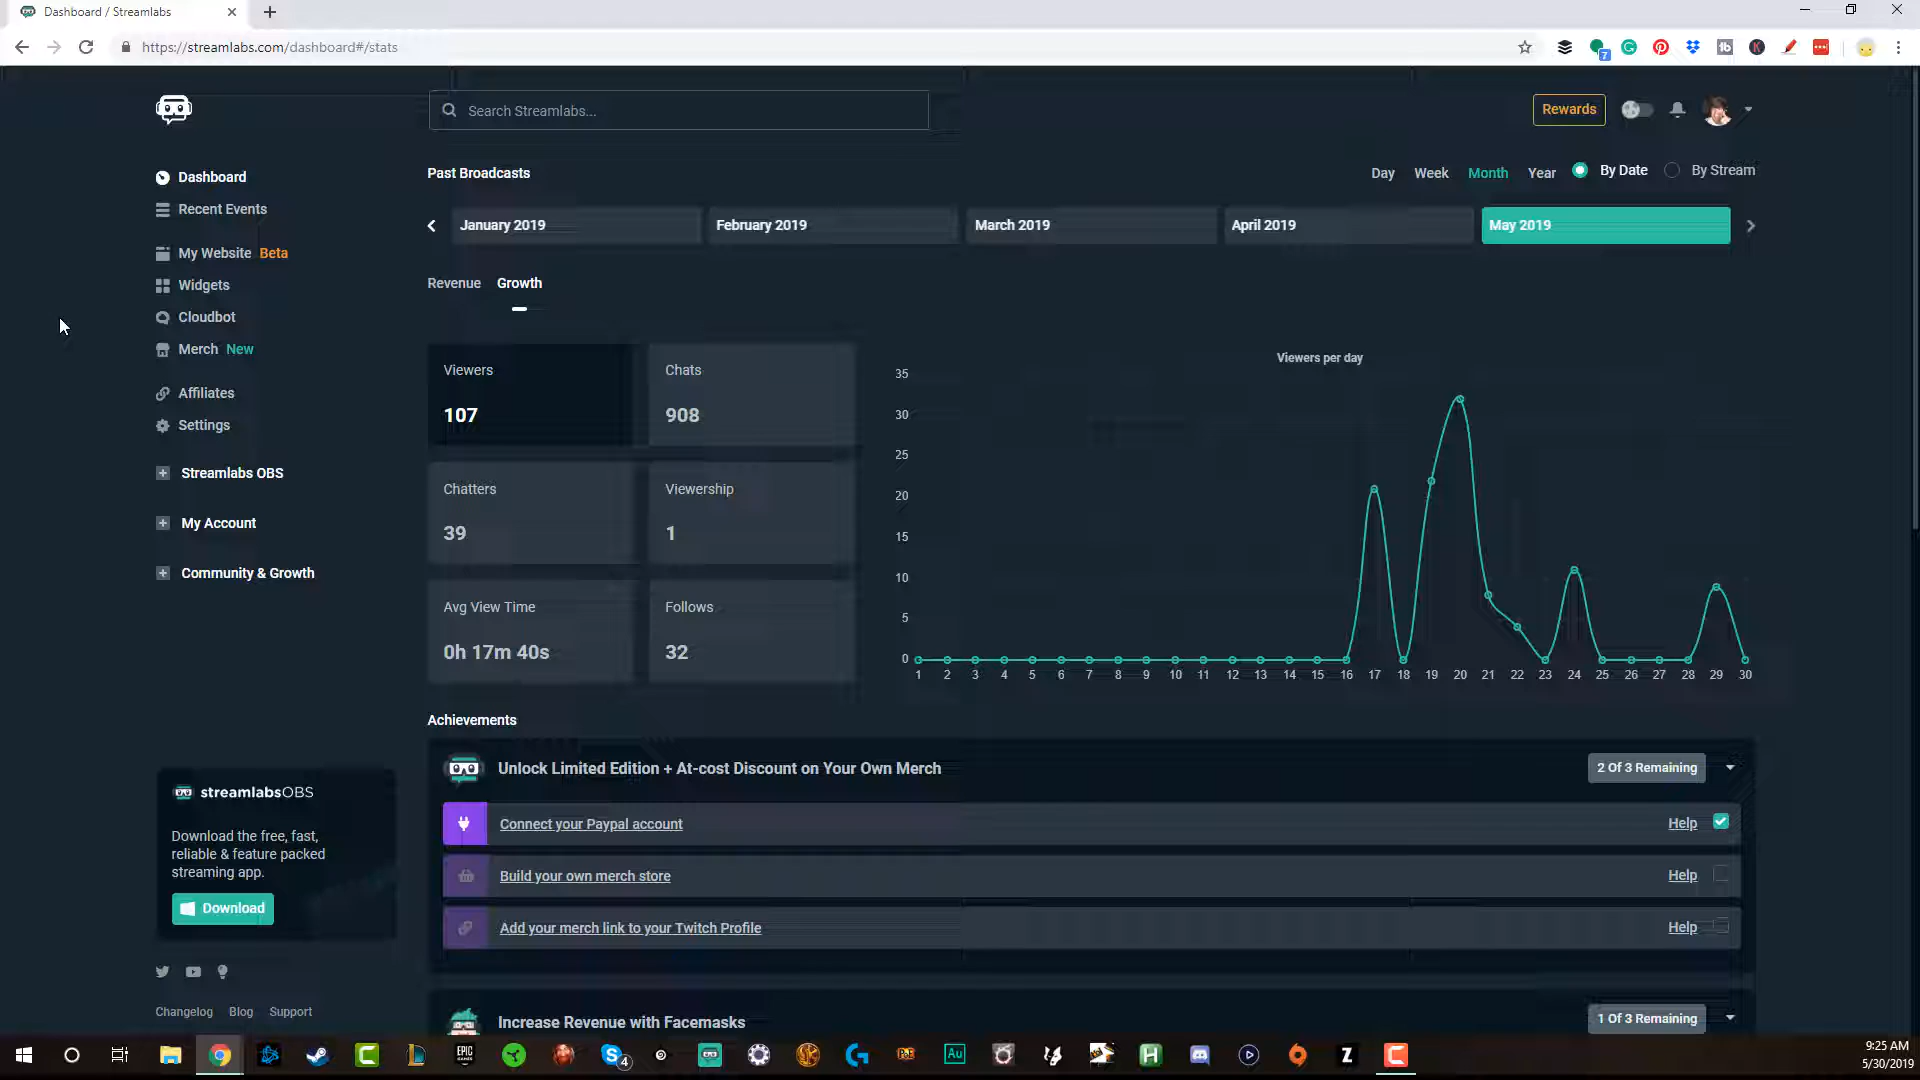 Dashboard / Streamlabs
https://streamlabs.com/dashboard#/stats
7
Search Streamlabs...
Rewards
Dashboard
Recent Events
My Website Beta
Widgets
Cloudbot
Merch New
Affiliates
Settings
Streamlabs OBS
My Account
Community & Growth
streamlabsOBS
Download the free, fast,
reliable & feature packed
streaming app.
Download
Changelog Blog Support
Past Broadcasts
Day Week Month Year By Date By Stream
January 2019 February 2019 March 2019 April 2019 May 2019
Revenue Growth
Viewers
107
Chats
908
Chatters
39
Viewership
1
Avg View Time
0h 17m 40s
Follows
32
Viewers per day
35
30
25
20
15
10
5
0
1 2 3 4 5 6 7 8 9 10 11 12 13 14 15 16 17 18 19 20 21 22 23 24 25 26 27 28 29 30
Achievements
Unlock Limited Edition + At-cost Discount on Your Own Merch
2 Of 3 Remaining
Connect your Paypal account Help
Build your own merch store Help
Add your merch link to your Twitch Profile Help
Increase Revenue with Facemasks
1 Of 3 Remaining
EPIC
GAMES
4
Au
H
Z
9:25 AM
5/30/2019